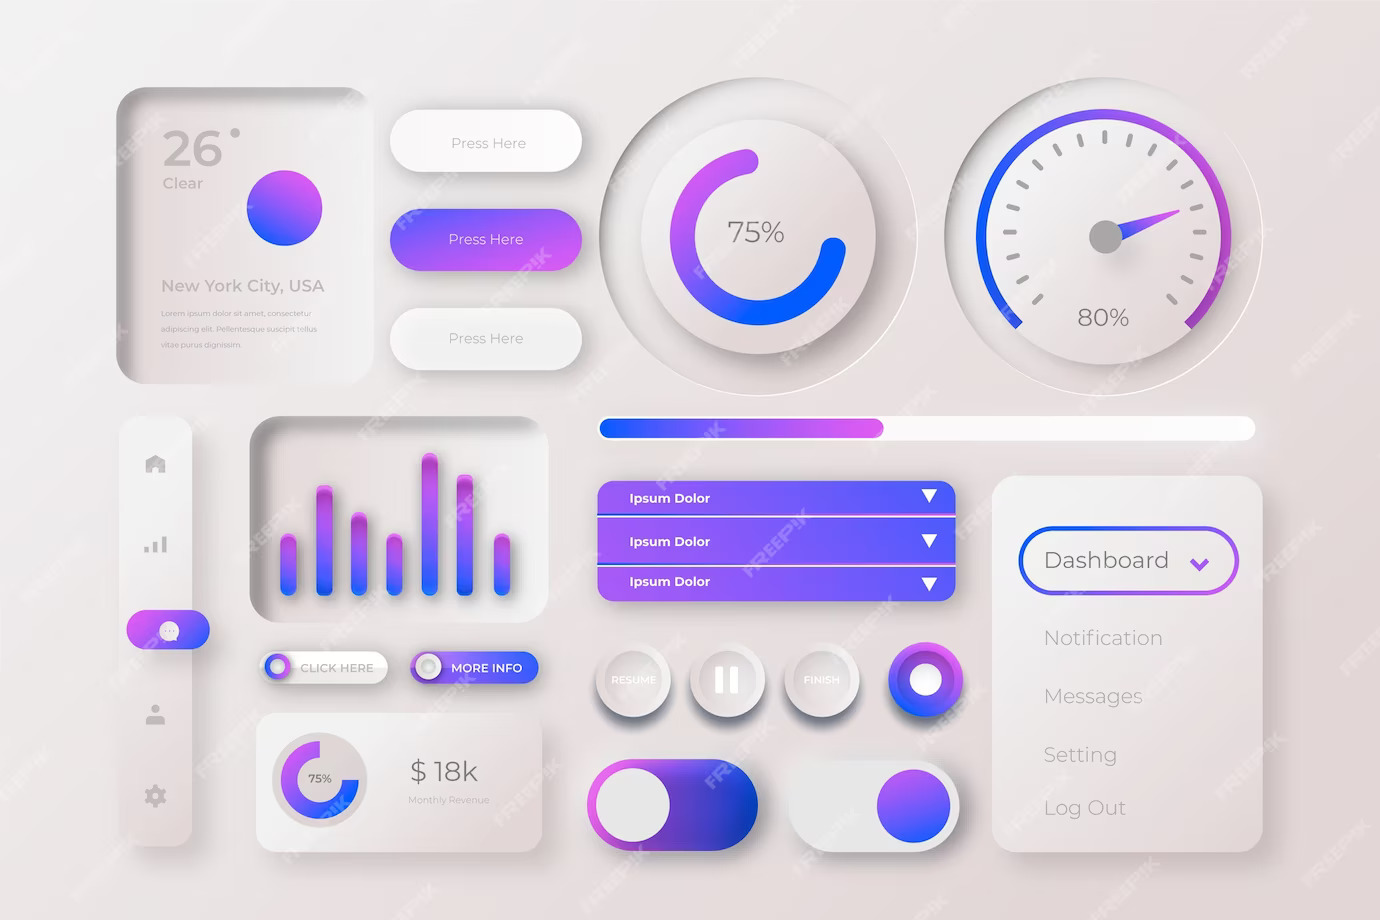 26°
Clear
New York City, USA
Lorem ipsum dolor sit amet, consectetur
adipiscing elit. Pellentesque suscipit tollus
vitae purus dignissim.
Press Here
Press Here
Press Here
75%
80%
CLICK HERE
MORE INFO
75%
$ 18k
Monthly Revenue
Ipsum Dolor
Ipsum Dolor
Ipsum Dolor
RESUME
FINISH
Dashboard
Notification
Messages
Setting
Log Out
FREEPIK